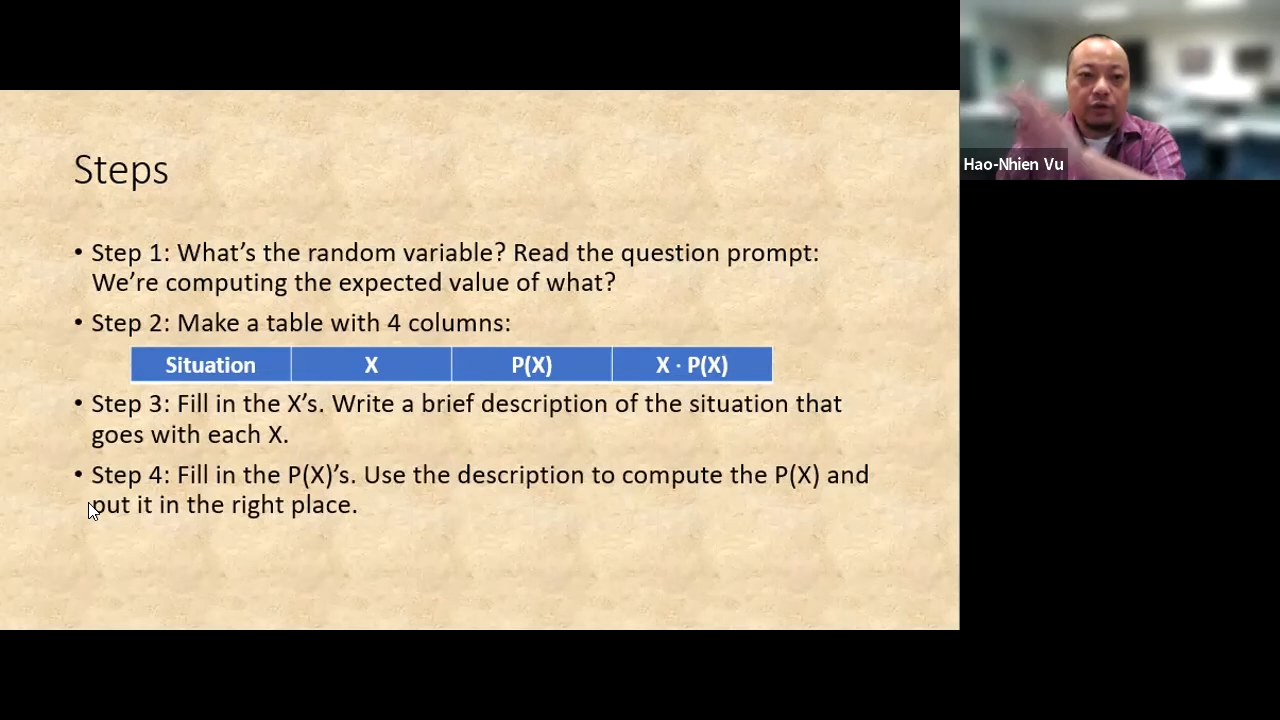 Steps
• Step 1: What's the random variable? Read the question prompt:
We're computing the expected value of what?
• Step 2: Make a table with 4 columns:
Situation X P(X) X · P(X)
• Step 3: Fill in the X's. Write a brief description of the situation that
goes with each X.
• Step 4: Fill in the P(X)'s. Use the description to compute the P(X) and
put it in the right place.
Hao-Nhien Vu